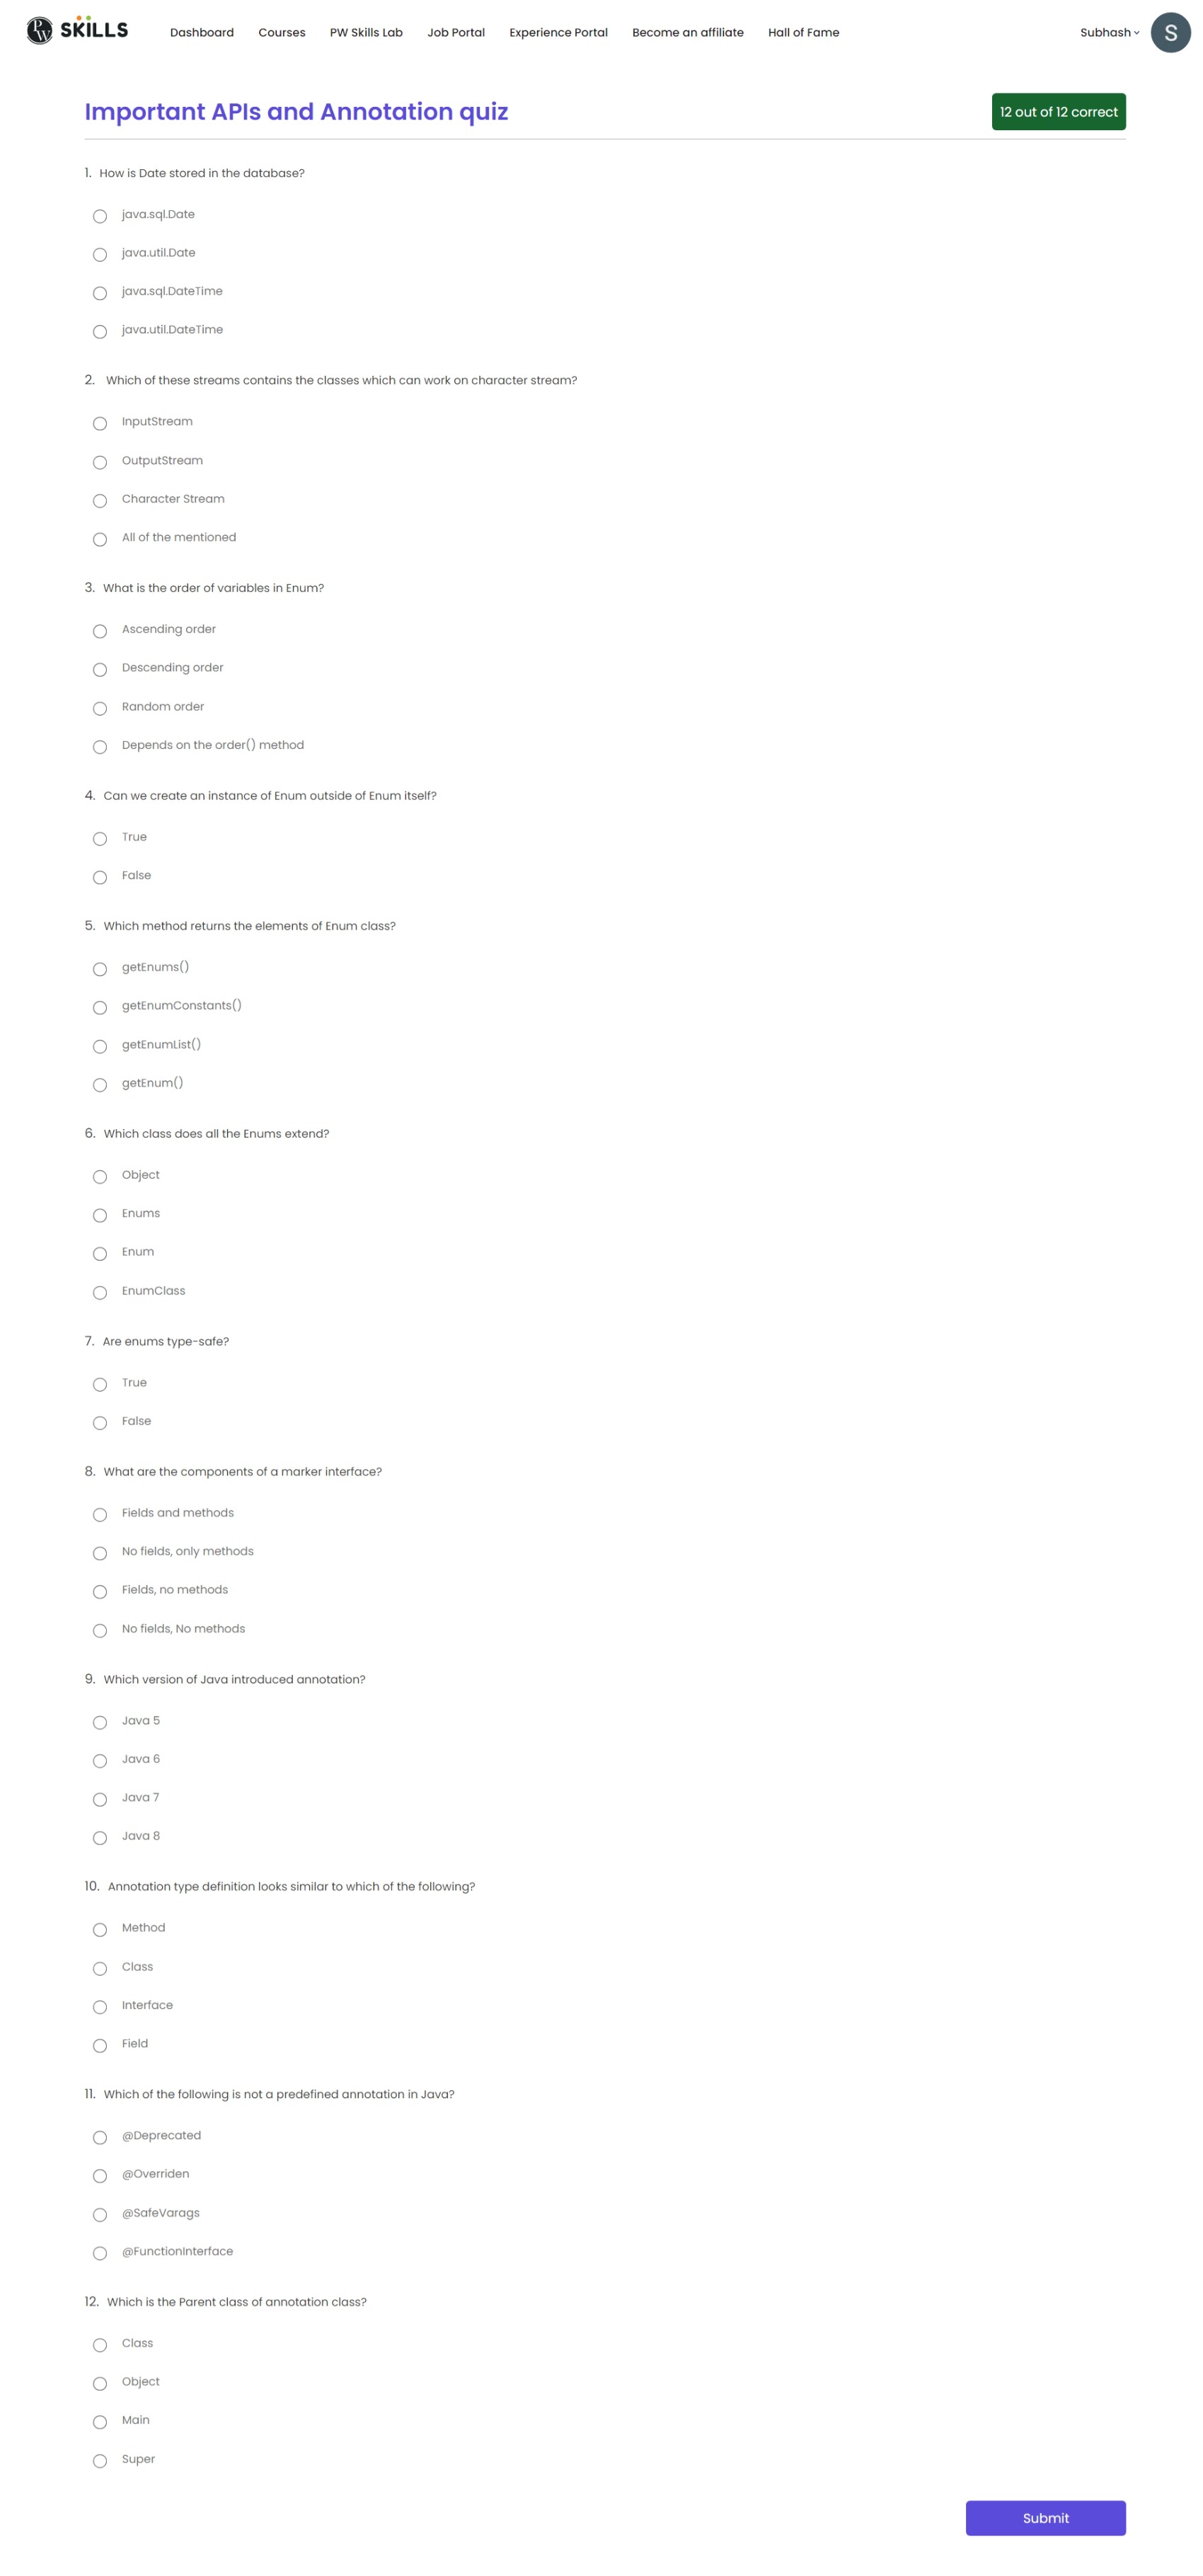 PW SKILLS Dashboard Courses PW Skills Lab Job Portal Experience Portal Become an affiliate Hall of Fame Subhash S
Important APIs and Annotation quiz 12 out of 12 correct
1. How is Date stored in the database?
java.sql.Date
java.util.Date
java.sql.DateTime
java.util.DateTime
2. Which of these streams contains the classes which can work on character stream?
InputStream
OutputStream
Character Stream
All of the mentioned
3. What is the order of variables in Enum?
Ascending order
Descending order
Random order
Depends on the order() method
4. Can we create an instance of Enum outside of Enum itself?
True
False
5. Which method returns the elements of Enum class?
getEnums()
getEnumConstants()
getEnumList()
getEnum()
6. Which class does all the Enums extend?
Object
Enums
Enum
EnumClass
7. Are enums type-safe?
True
False
8. What are the components of a marker interface?
Fields and methods
No fields, only methods
Fields, no methods
No fields, No methods
9. Which version of Java introduced annotation?
Java 5
Java 6
Java 7
Java 8
10. Annotation type definition looks similar to which of the following?
Method
Class
Interface
Field
11. Which of the following is not a predefined annotation in Java?
@Deprecated
@Overriden
@SafeVarags
@FunctionInterface
12. Which is the Parent class of annotation class?
Class
Object
Main
Super
Submit